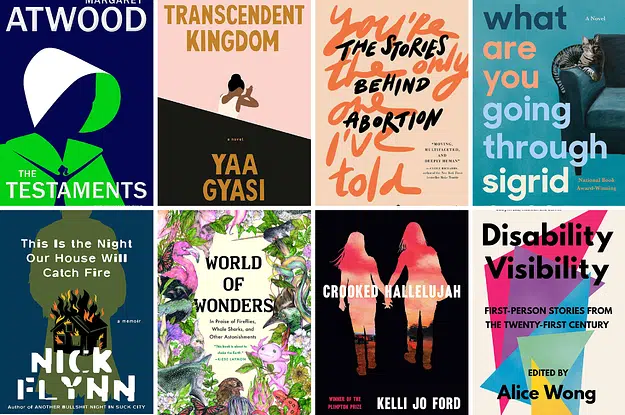 MARGARET
ATWOOD
THE
TESTAMENTS
TRANSCENDENT
KINGDOM
a novel
YAA
GYASI
you're
the only
one
I've
told
THE STORIES
BEHIND
ABORTION
"MOVING,
MULTIFACETED, AND
DEEPLY HUMAN"
what
A Novel
are
you
going
through
sigrid
National Book
Award-Winning
This Is the Night
Our House Will
Catch Fire
a memoir
NICK
FLYNN
Author of ANOTHER BULLSHIT NIGHT IN SUCK CITY
WORLD
OF
WONDERS
In Praise of Fireflies,
Whale Sharks, and
Other Astonishments
CROOKED HALLELUJAH
WINNER OF THE
PLIMPTON PRIZE
KELLI JO FORD
Disability
Visibility
FIRST-PERSON STORIES FROM
THE TWENTY-FIRST CENTURY
EDITED BY
Alice Wong